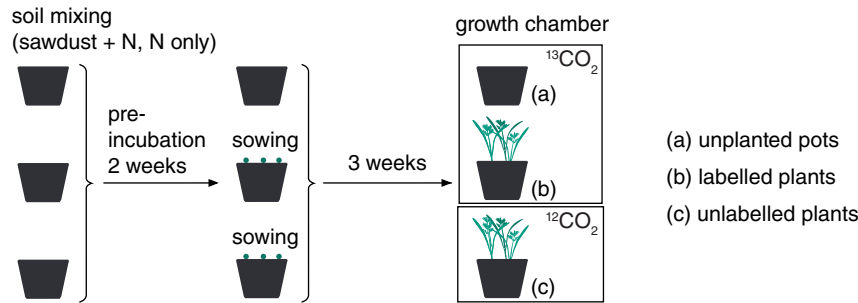 soil mixing
(sawdust + N, N only)
pre-
incubation
2 weeks
sowing
sowing
3 weeks
growth chamber
¹³CO₂
(a)
(b)
¹²CO₂
(c)
(a) unplanted pots
(b) labelled plants
(c) unlabelled plants